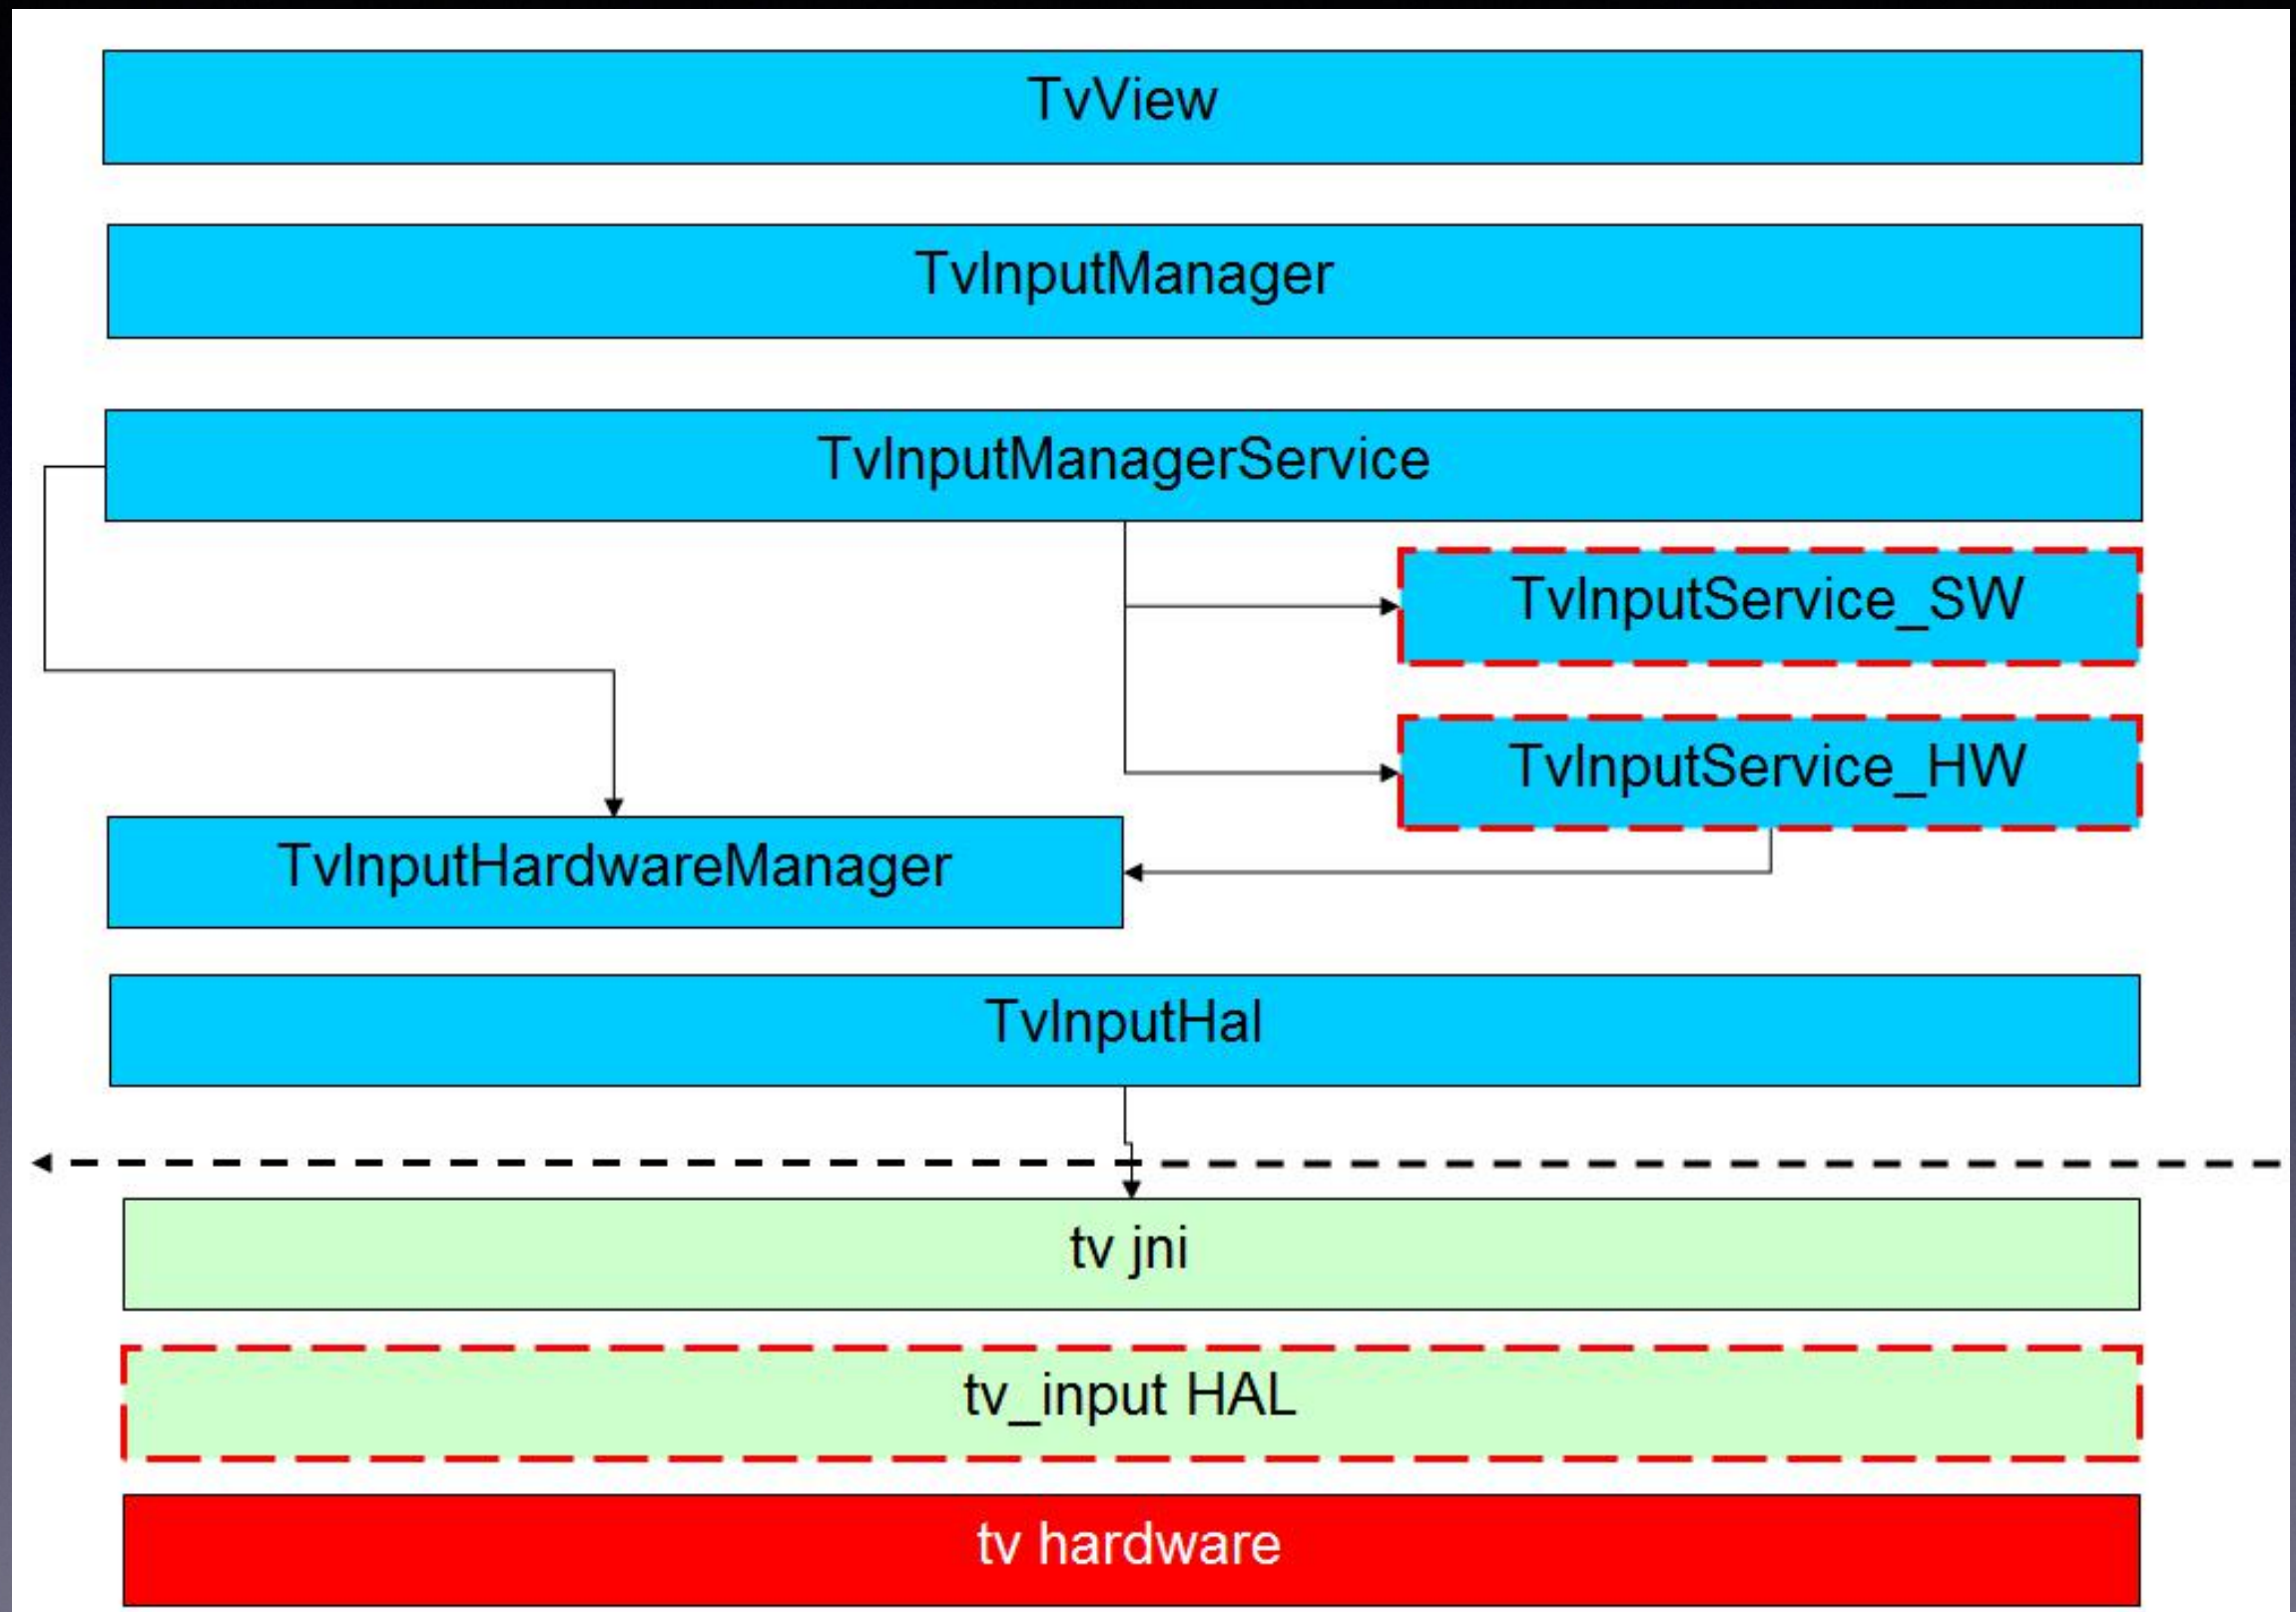 TvView
TvInputManager
TvInputManagerService
TvInputService_SW
TvInputService_HW
TvInputHardwareManager
TvInputHal
tv jni
tv_input HAL
tv hardware